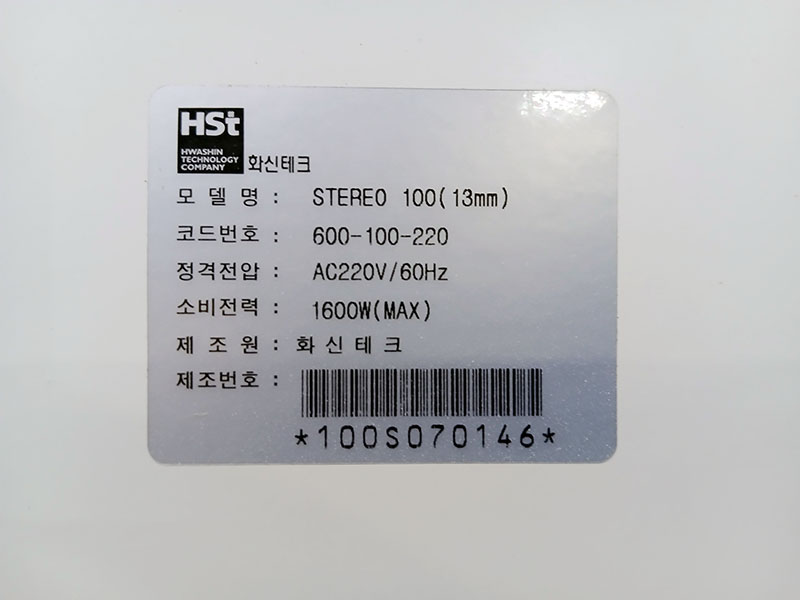 HSt
HWASHIN
TECHNOLOGY
COMPANY 화신테크
모 델 명 : STEREO 100(13mm)
코드번호 : 600-100-220
정격전압 : AC220V/60Hz
소비전력 : 1600W(MAX)
제 조 원 : 화 신 테 크
제조번호 :
*100S070146*